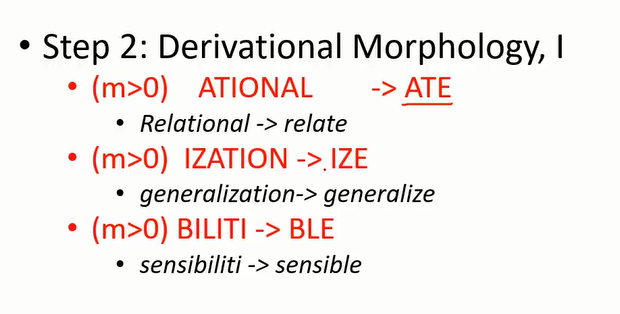 • Step 2: Derivational Morphology, I
• (m>0) ATIONAL -> ATE
• Relational -> relate
• (m>0) IZATION -> IZE
• generalization-> generalize
• (m>0) BILITI -> BLE
• sensibiliti -> sensible